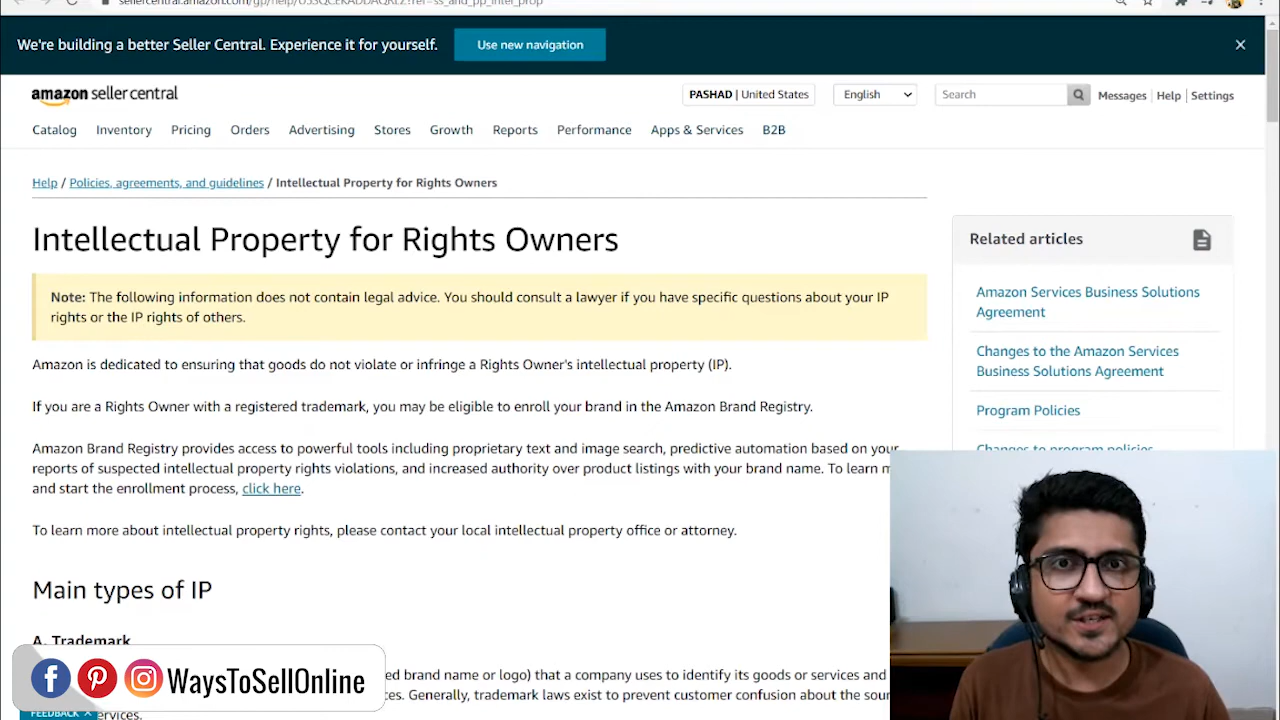 sellercentral.amazon.com/gp/help/
We're building a better Seller Central. Experience it for yourself.
Use new navigation
amazon seller central
PASHAD | United States
English
Search
Messages | Help | Settings
Catalog Inventory Pricing Orders Advertising Stores Growth Reports Performance Apps & Services B2B
Help / Policies, agreements, and guidelines / Intellectual Property for Rights Owners
Intellectual Property for Rights Owners
Note: The following information does not contain legal advice. You should consult a lawyer if you have specific questions about your IP
rights or the IP rights of others.
Amazon is dedicated to ensuring that goods do not violate or infringe a Rights Owner's intellectual property (IP).
If you are a Rights Owner with a registered trademark, you may be eligible to enroll your brand in the Amazon Brand Registry.
Amazon Brand Registry provides access to powerful tools including proprietary text and image search, predictive automation based on your
reports of suspected intellectual property rights violations, and increased authority over product listings with your brand name. To learn
and start the enrollment process, click here.
To learn more about intellectual property rights, please contact your local intellectual property office or attorney.
Main types of IP
A. Trademark
ed brand name or logo) that a company uses to identify its goods or services and
Generally, trademark laws exist to prevent customer confusion about the
services.
Related articles
Amazon Services Business Solutions
Agreement
Changes to the Amazon Services
Business Solutions Agreement
Program Policies
Changes to program policies
WaysToSellOnline
FEEDBACK